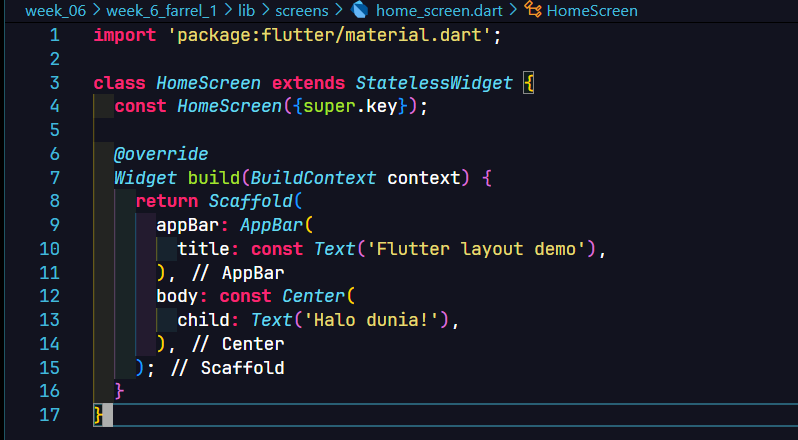 week_06 > week_6_farrel_1 > lib > screens > home_screen.dart > HomeScreen
1 import 'package:flutter/material.dart';
2
3 class HomeScreen extends StatelessWidget {
4 const HomeScreen({super.key});
5
6 @override
7 Widget build(BuildContext context) {
8 return Scaffold(
9 appBar: AppBar(
10 title: const Text('Flutter layout demo'),
11 ), // AppBar
12 body: const Center(
13 child: Text('Halo dunia!'),
14 ), // Center
15 ); // Scaffold
16 }
17 }